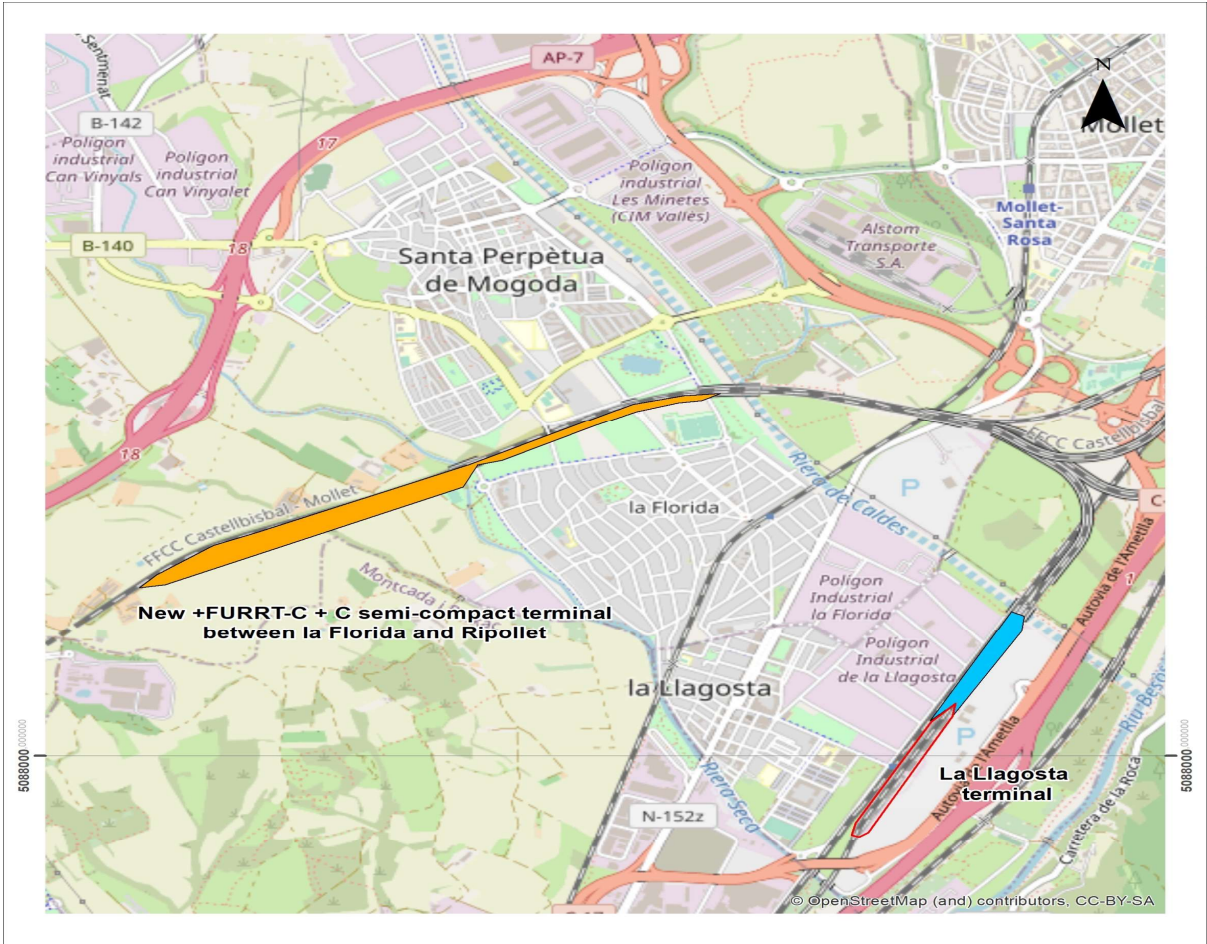 Sentmenat
AP-7
N
B-142
Mollet
17
Polígon
industrial
Can Vinyals
Polígon
industrial
Can Vinyalet
Polígon
industrial
Les Minetes
(CIM Vallès)
Mollet-
Santa
Rosa
B-140
18
Alstom
Transporte
S.A.
Santa Perpètua
de Mogoda
18
FFCC Castellbisbal
Riera de Caldes
P
C-
FFCC Castellbisbal - Mollet
la Florida
Autovia de l'Ametlla
1
Montcada i
Polígon
Industrial
la Florida
New +FURRT-C + C semi-compact terminal
between la Florida and Ripollet
Polígon
Industrial
de la Llagosta
la Llagosta
Riu Besòs
P
5088000.000000
5088000.000000
Autovia de l'Ametlla
La Llagosta
terminal
Riera Seca
N-152z
Carretera de la Roca
© OpenStreetMap (and) contributors, CC-BY-SA